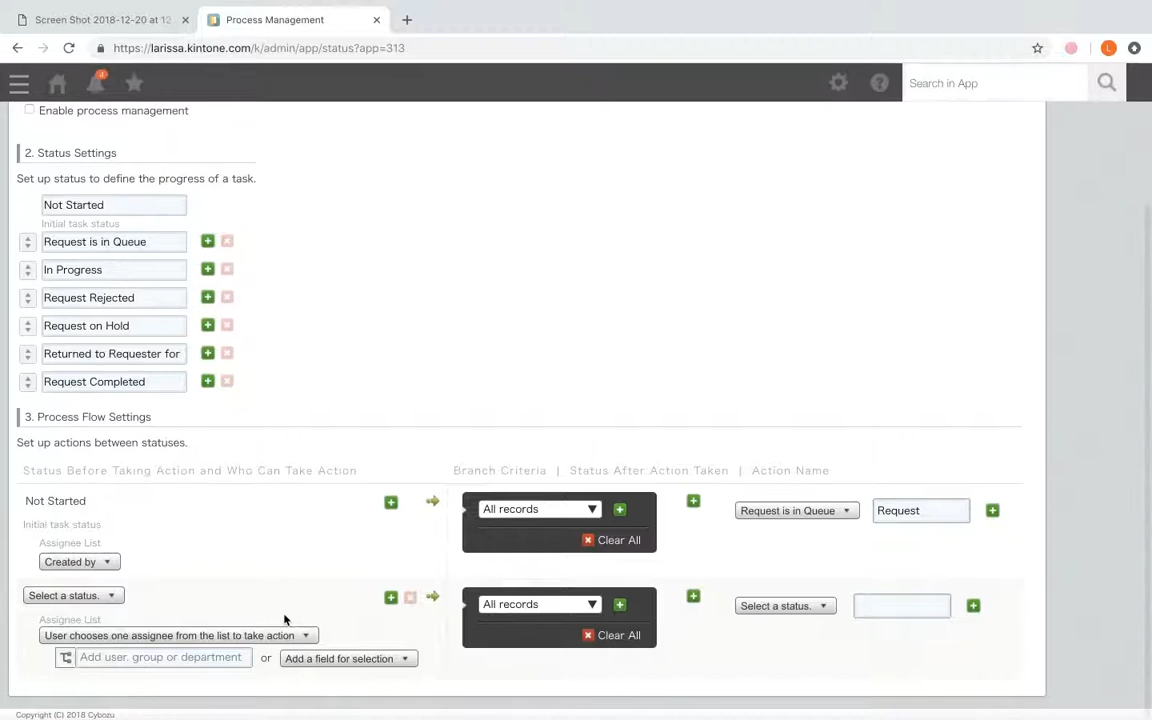 Screen Shot 2018-12-20 at 12
Process Management
https://larissa.kintone.com/k/admin/app/status?app=313
L
4
Search in App
Enable process management
2. Status Settings
Set up status to define the progress of a task.
Not Started
Initial task status
Request is in Queue
In Progress
Request Rejected
Request on Hold
Returned to Requester for
Request Completed
3. Process Flow Settings
Set up actions between statuses.
Status Before Taking Action and Who Can Take Action
Branch Criteria | Status After Action Taken | Action Name
Not Started
All records
Request is in Queue
Request
Initial task status
Clear All
Assignee List
Created by
Select a status.
All records
Select a status.
Assignee List
User chooses one assignee from the list to take action
Clear All
Add user, group or department
or
Add a field for selection
Copyright (C) 2018 Cybozu